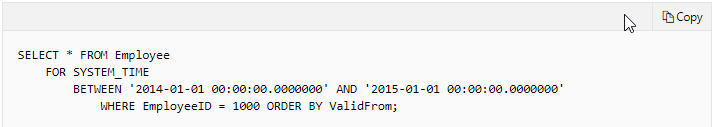 Copy
SELECT * FROM Employee
FOR SYSTEM_TIME
BETWEEN '2014-01-01 00:00:00.0000000' AND '2015-01-01 00:00:00.0000000'
WHERE EmployeeID = 1000 ORDER BY ValidFrom;